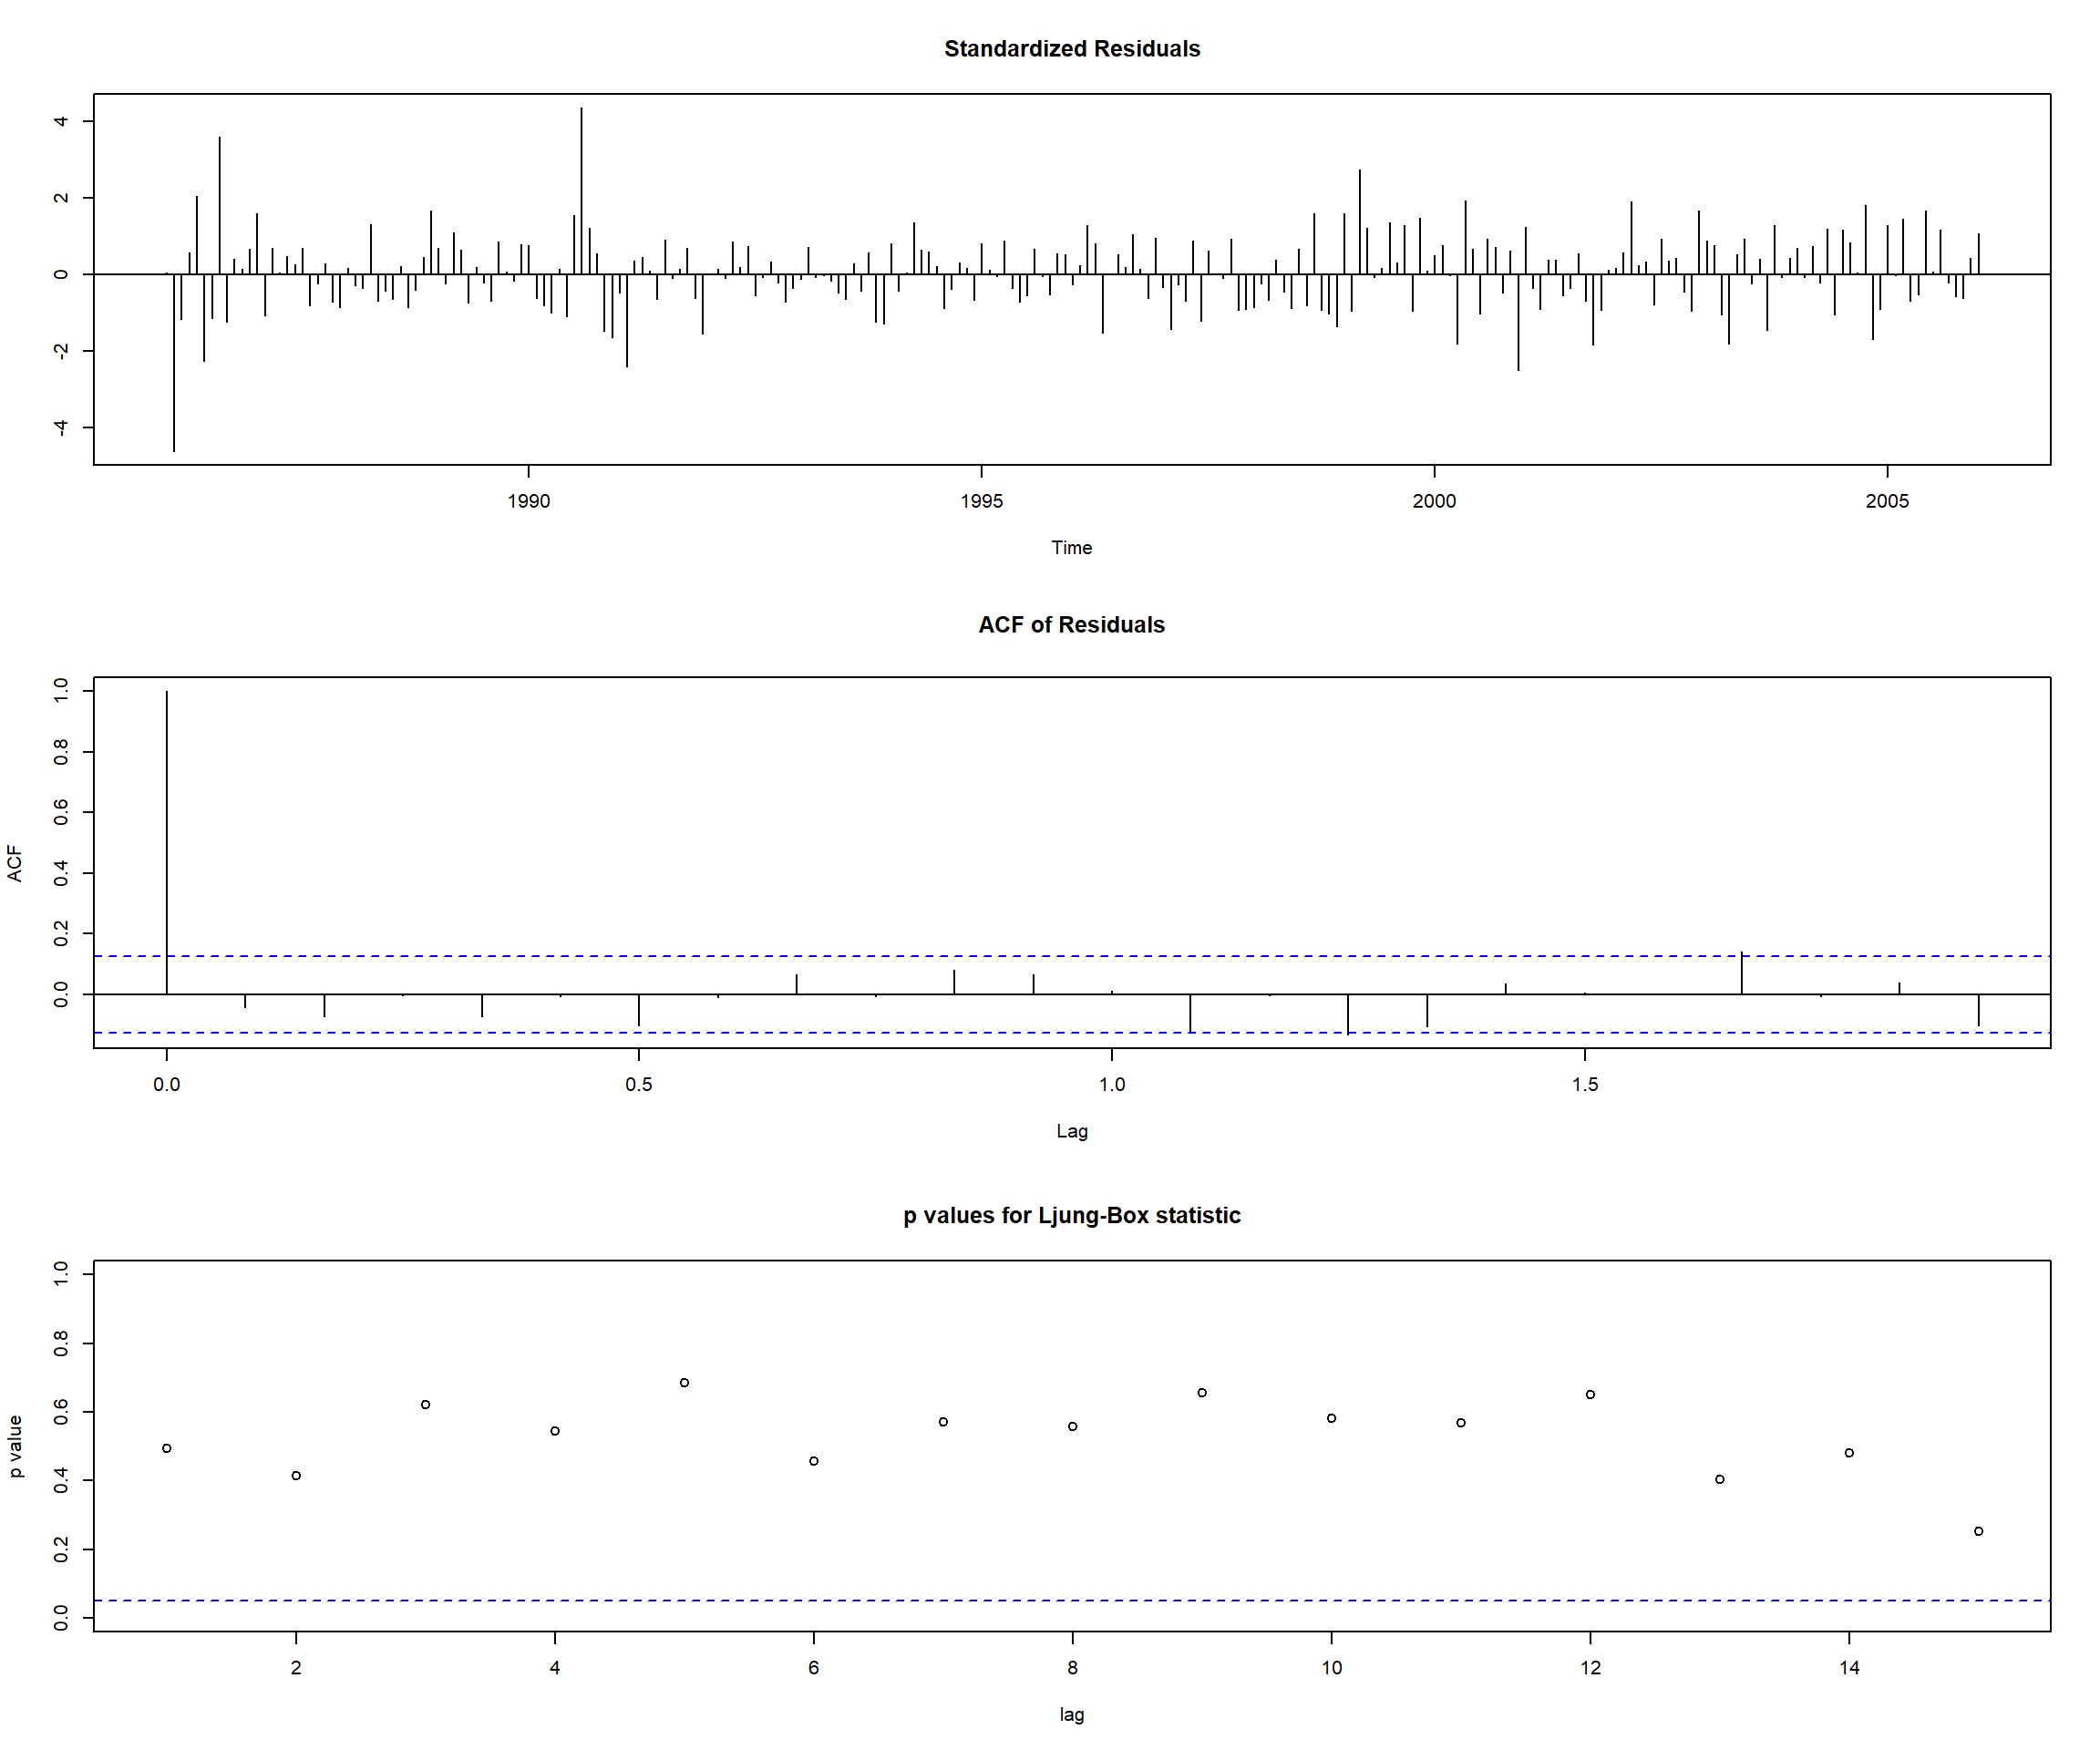 Standardized Residuals
4
2
0
-2
-4
1990 1995 2000 2005
Time
ACF of Residuals
ACF
1.0
0.8
0.6
0.4
0.2
0.0
0.0 0.5 1.0 1.5
Lag
p values for Ljung-Box statistic
p value
1.0
0.8
0.6
0.4
0.2
0.0
2 4 6 8 10 12 14
lag